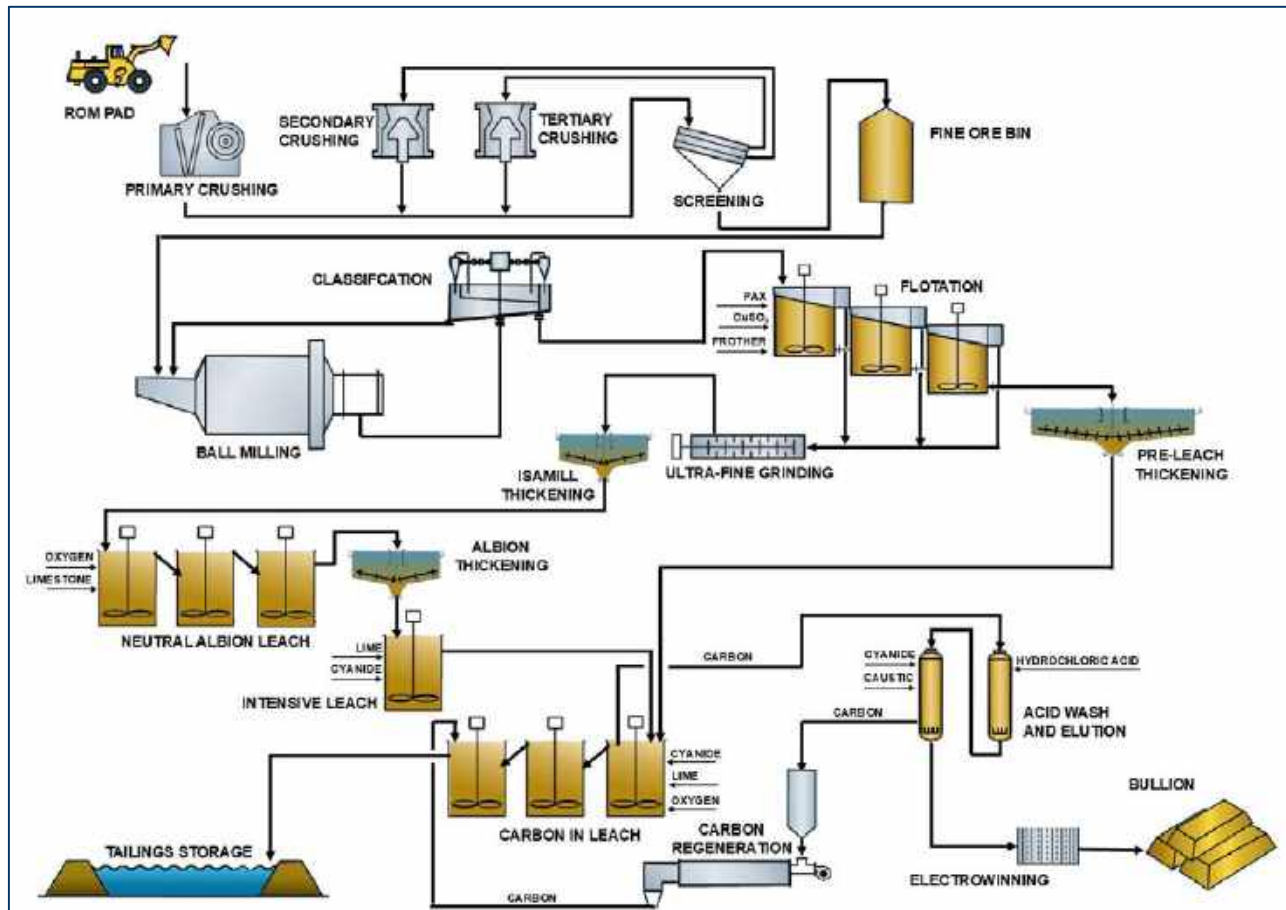 ROM PAD
PRIMARY CRUSHING
SECONDARY
CRUSHING
TERTIARY
CRUSHING
SCREENING
FINE ORE BIN
CLASSIFCATION
BALL MILLING
FLOTATION
PAX
CuSO₄
FROTHER
ULTRA-FINE GRINDING
ISAMILL
THICKENING
PRE-LEACH
THICKENING
OXYGEN
LIMESTONE
NEUTRAL ALBION LEACH
ALBION
THICKENING
LIME
CYANIDE
INTENSIVE LEACH
CARBON
CYANIDE
CAUSTIC
HYDROCHLORIC ACID
ACID WASH
AND ELUTION
CARBON
CYANIDE
LIME
OXYGEN
CARBON IN LEACH
CARBON
REGENERATION
BULLION
TAILINGS STORAGE
CARBON
ELECTROWINNING